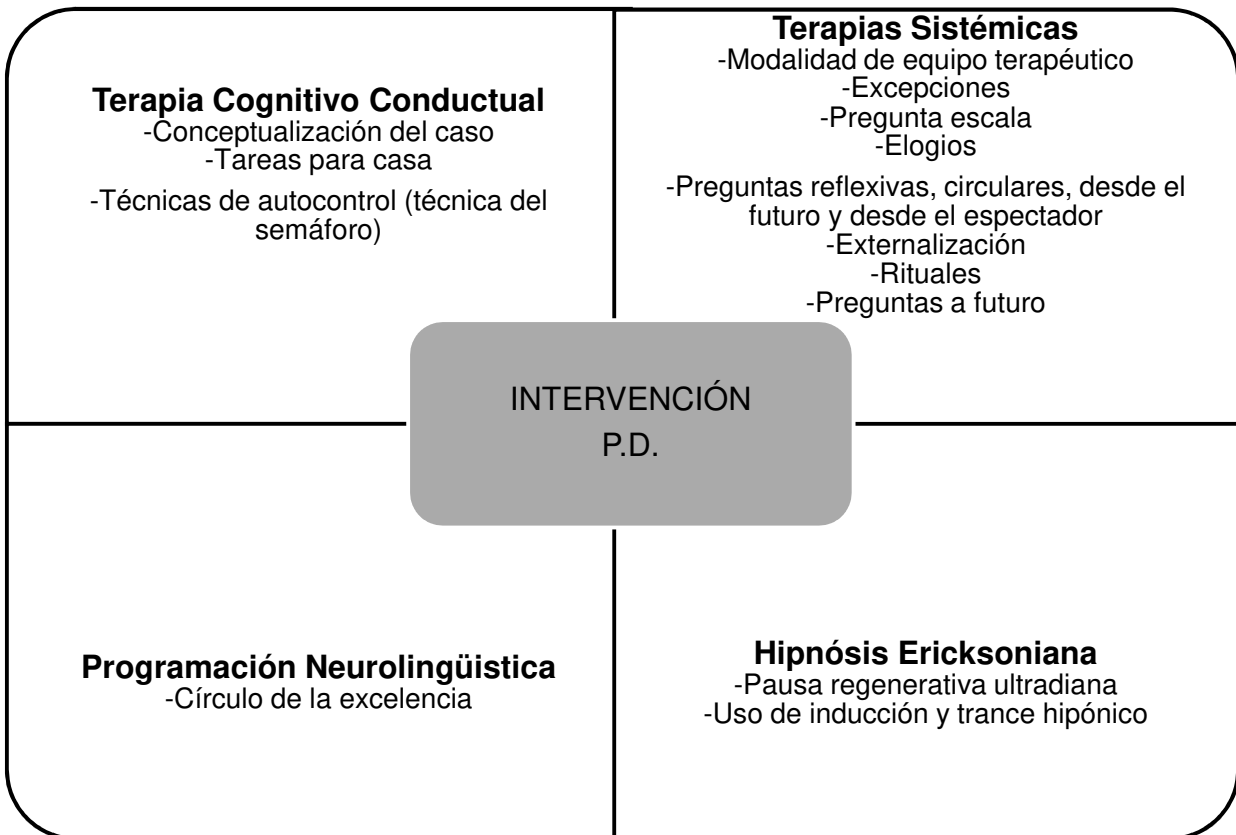 Terapia Cognitivo Conductual
-Conceptualización del caso
-Tareas para casa
-Técnicas de autocontrol (técnica del
semáforo)
Terapias Sistémicas
-Modalidad de equipo terapéutico
-Excepciones
-Pregunta escala
-Elogios
-Preguntas reflexivas, circulares, desde el
futuro y desde el espectador
-Externalización
-Rituales
-Preguntas a futuro
INTERVENCIÓN
P.D.
Programación Neurolingüistica
-Círculo de la excelencia
Hipnósis Ericksoniana
-Pausa regenerativa ultradiana
-Uso de inducción y trance hipónico